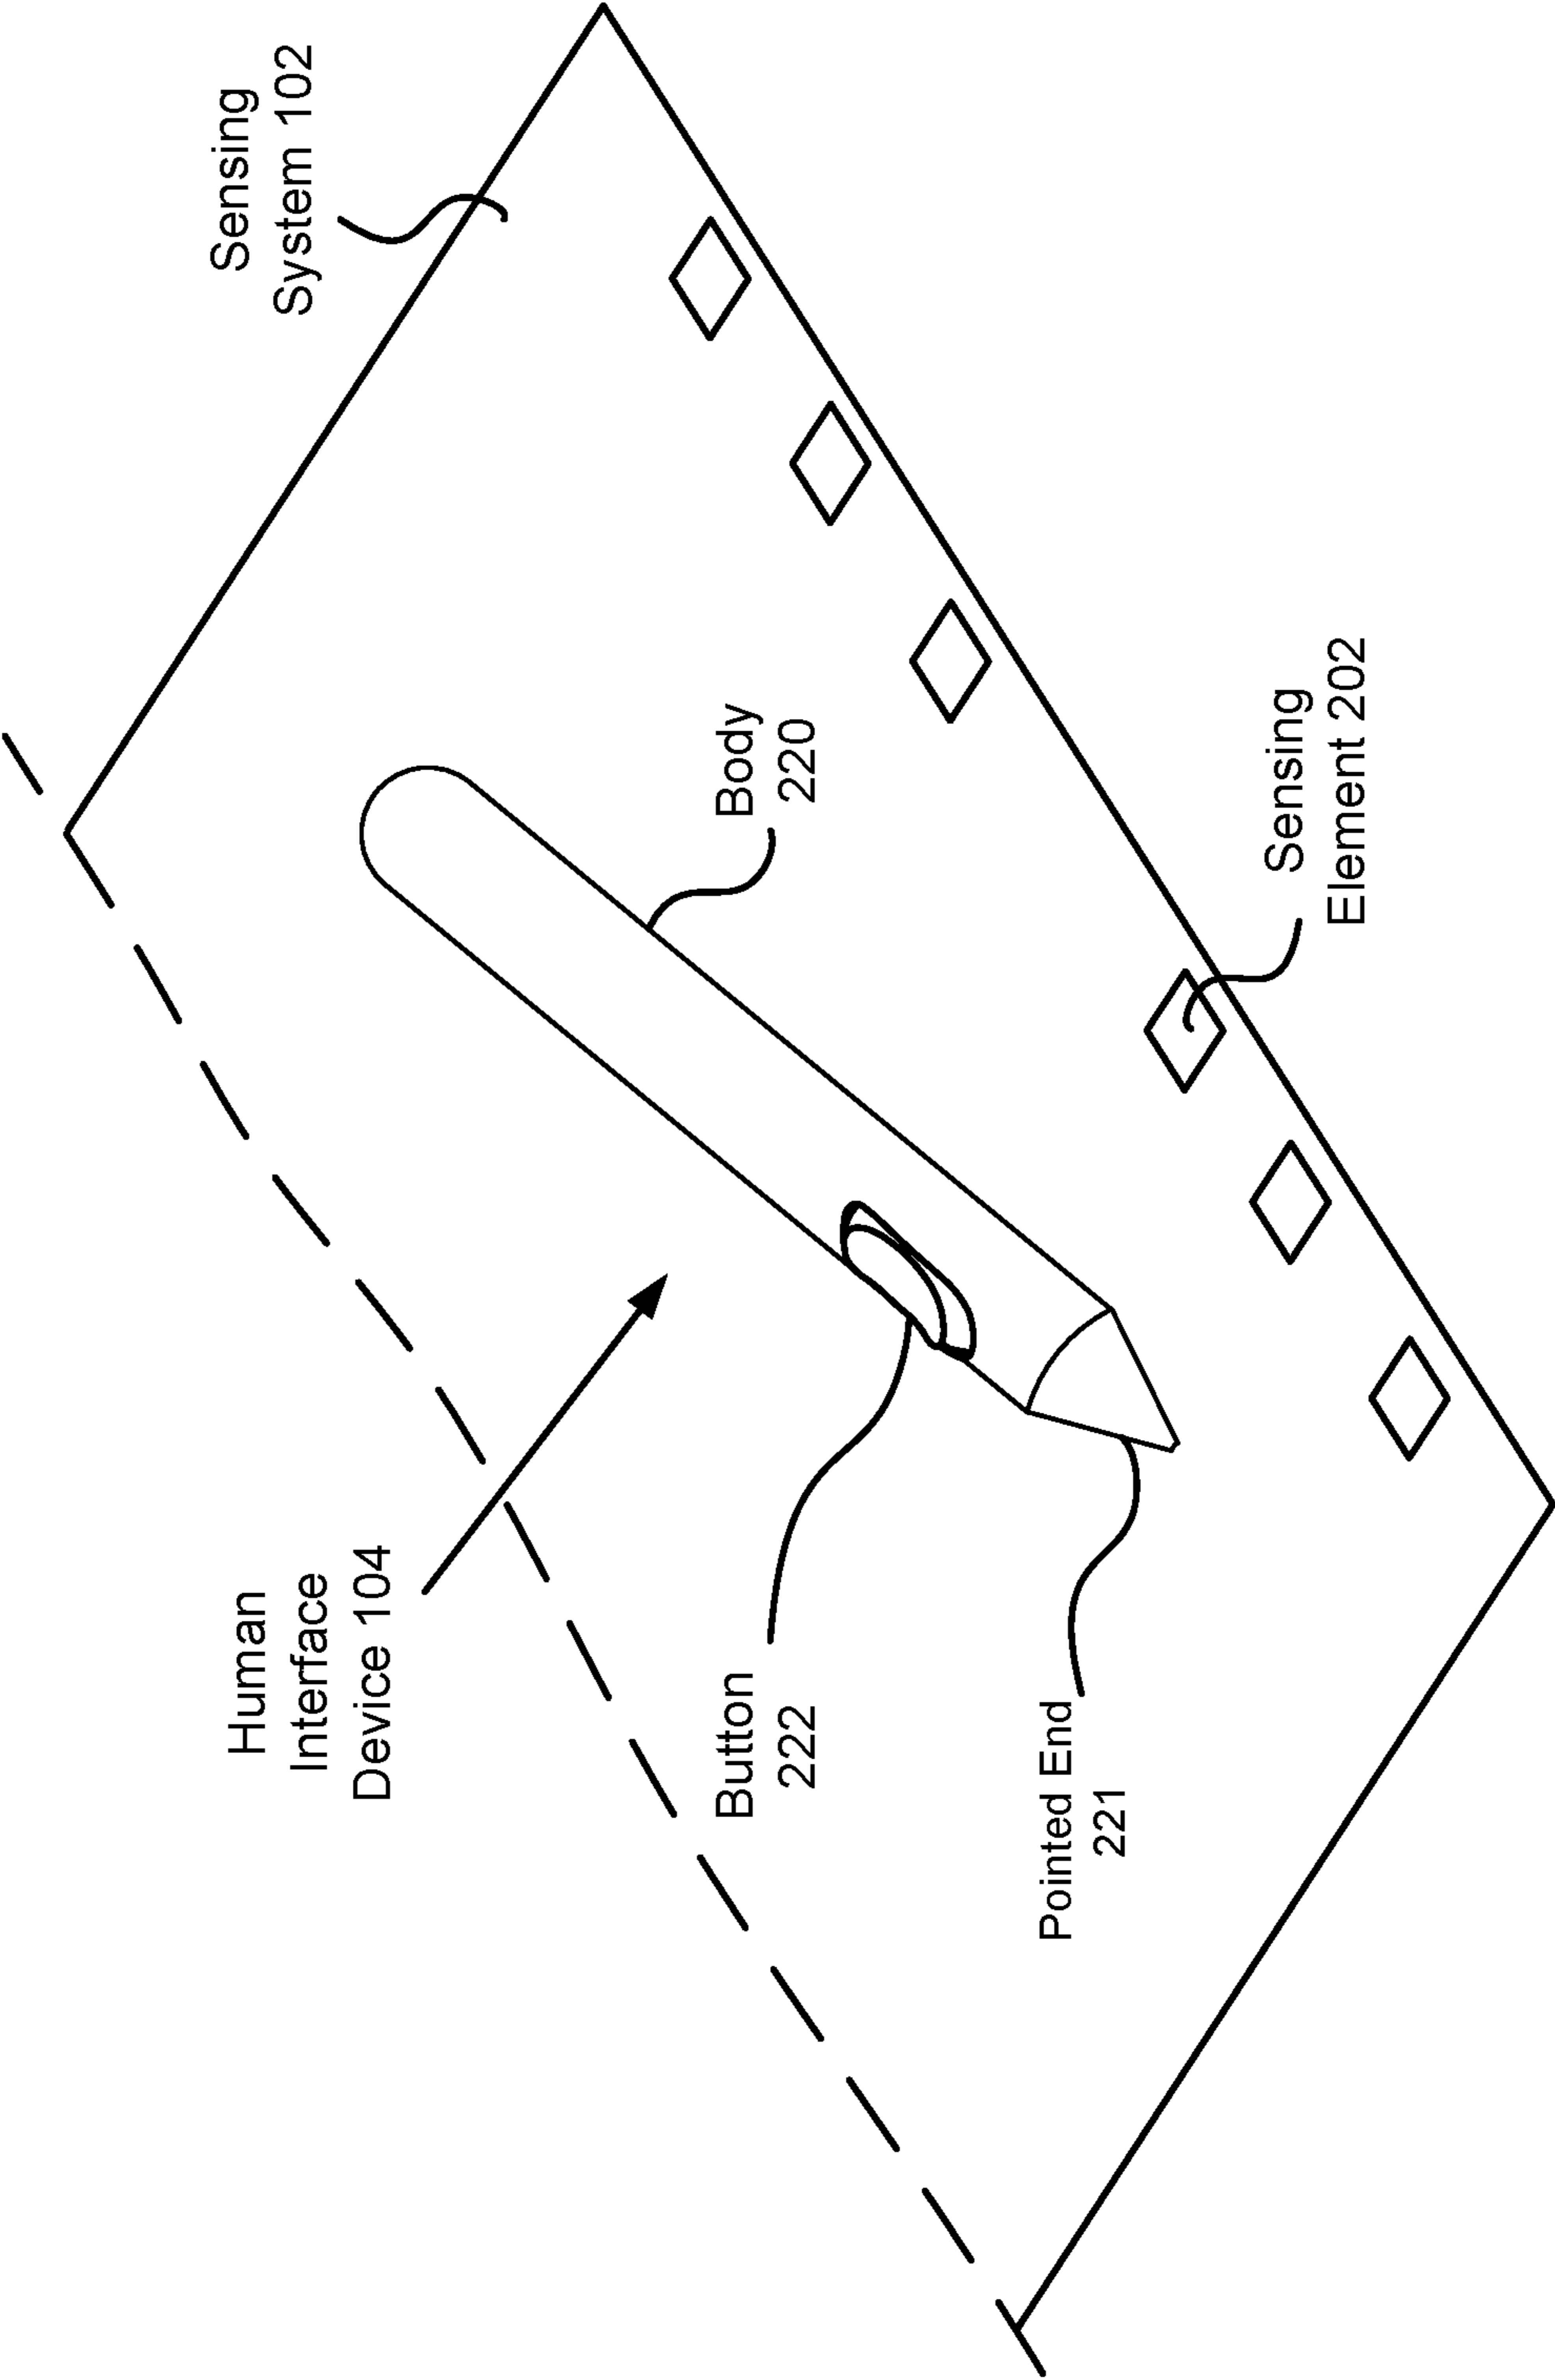 Human
Interface
Device 104
Sensing
System 102
Button
222
Body
220
Pointed End
221
Sensing
Element 202